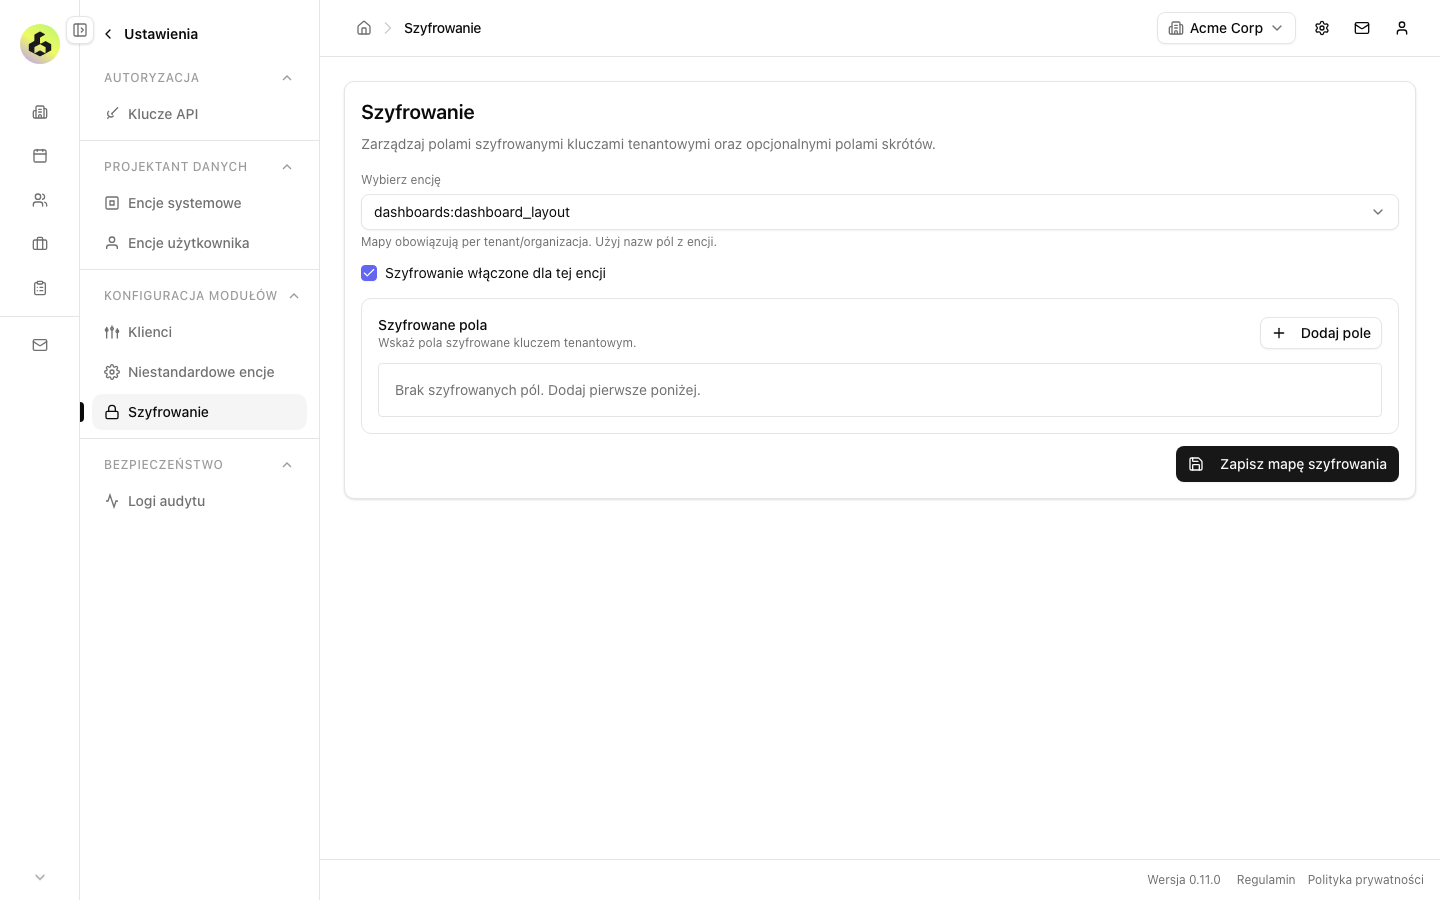 Ustawienia
AUTORYZACJA
Klucze API
PROJEKTANT DANYCH
Encje systemowe
Encje użytkownika
KONFIGURACJA MODUŁÓW
Klienci
Niestandardowe encje
Szyfrowanie
BEZPIECZEŃSTWO
Logi audytu
Szyfrowanie
Acme Corp
Szyfrowanie
Zarządzaj polami szyfrowanymi kluczami tenantowymi oraz opcjonalnymi polami skrótów.
Wybierz encję
dashboards:dashboard_layout
Mapy obowiązują per tenant/organizacja. Użyj nazw pól z encji.
Szyfrowanie włączone dla tej encji
Szyfrowane pola
Wskaż pola szyfrowane kluczem tenantowym.
Dodaj pole
Brak szyfrowanych pól. Dodaj pierwsze poniżej.
Zapisz mapę szyfrowania
Wersja 0.11.0 Regulamin Polityka prywatności